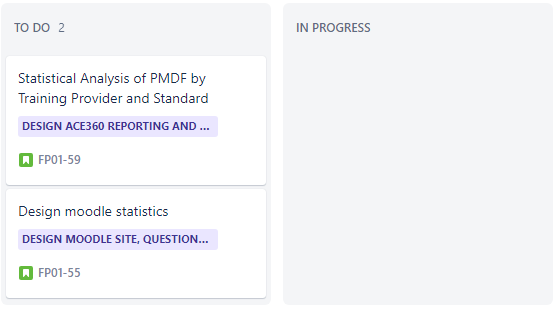 TO DO 2
Statistical Analysis of PMDF by
Training Provider and Standard
DESIGN ACE360 REPORTING AND ...
FP01-59
Design moodle statistics
DESIGN MOODLE SITE, QUESTION...
FP01-55
IN PROGRESS